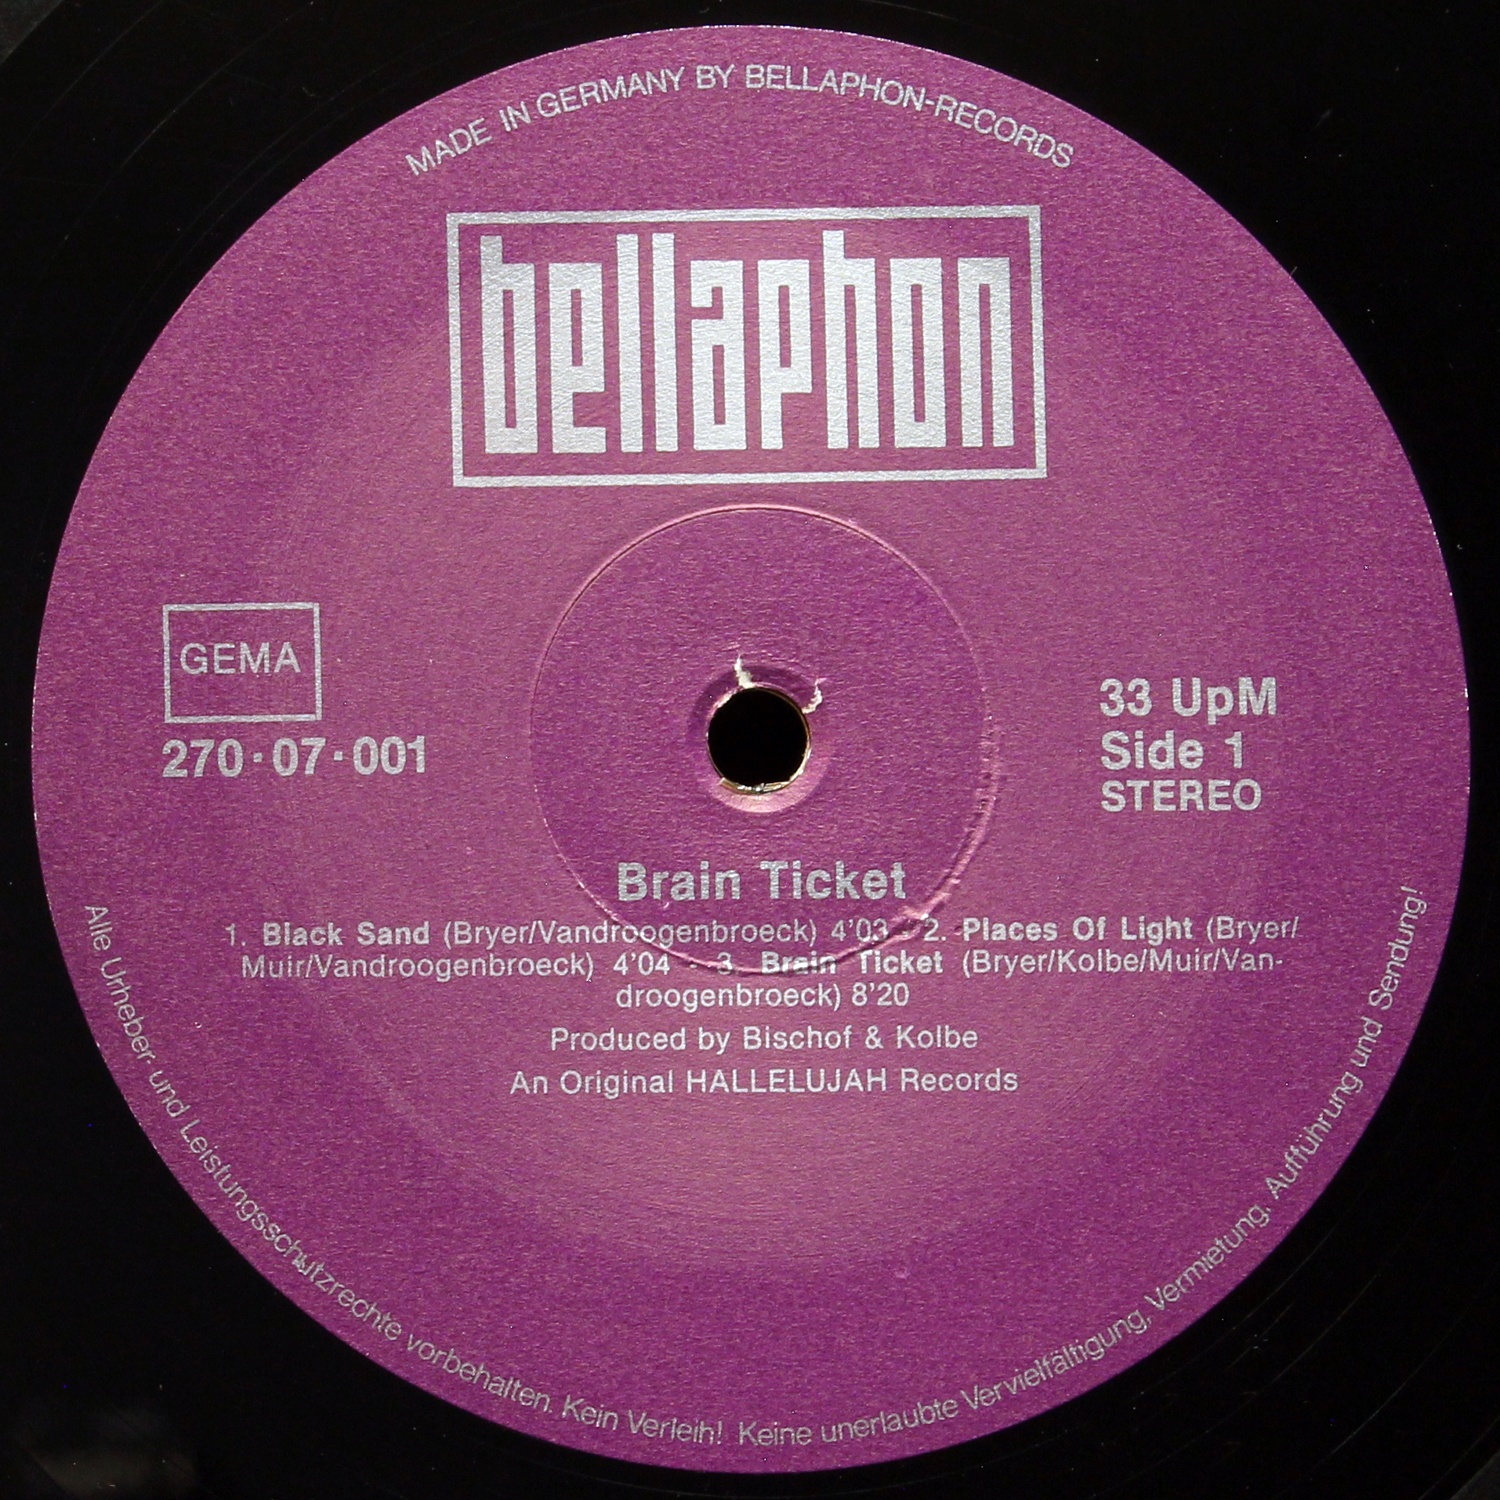 MADE IN GERMANY BY BELLAPHON-RECORDS
bellaphon
GEMA
270·07·001
33 UpM
Side 1
STEREO
Brain Ticket
1. Black Sand (Bryer/Vandroogenbroeck) 4'03 - 2. Places Of Light (Bryer/
Muir/Vandroogenbroeck) 4'04 - 3. Brain Ticket (Bryer/Kolbe/Muir/Van-
droogenbroeck) 8'20
Produced by Bischof & Kolbe
An Original HALLELUJAH Records
Alle Urheber und Leistungsschutzrechte vorbehalten. Kein Verleih! Keine unerlaubte Vervielfältigung, Vermietung, Aufführung und Sendung!